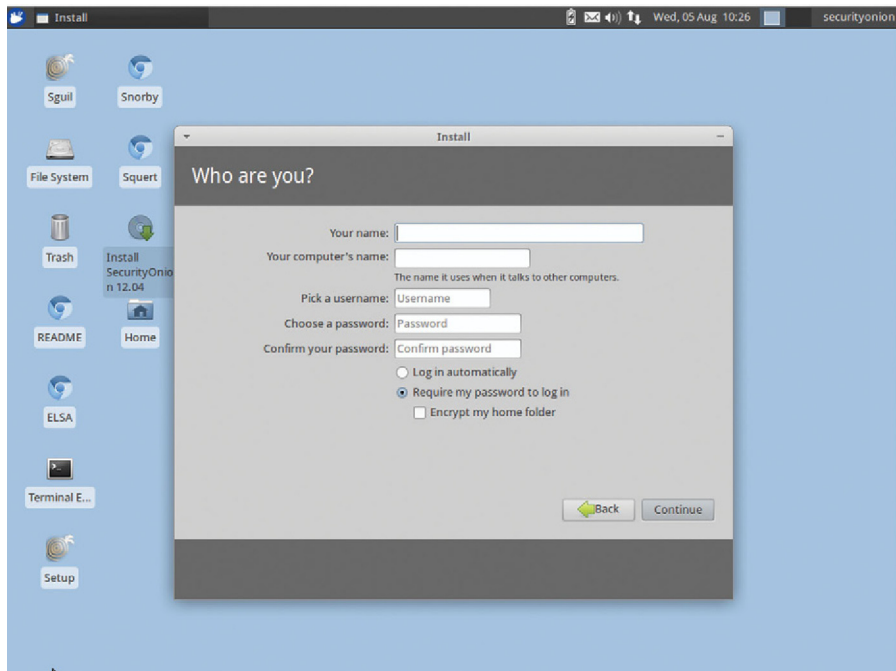 Install
Wed, 05 Aug 10:26
securityonion
Sguil
Snorby
File System
Squert
Trash
Install
SecurityOnio
n 12.04
README
Home
ELSA
Terminal E...
Setup
Install
Who are you?
Your name:
Your computer's name:
The name it uses when it talks to other computers.
Pick a username: Username
Choose a password: Password
Confirm your password: Confirm password
Log in automatically
Require my password to log in
Encrypt my home folder
Back
Continue